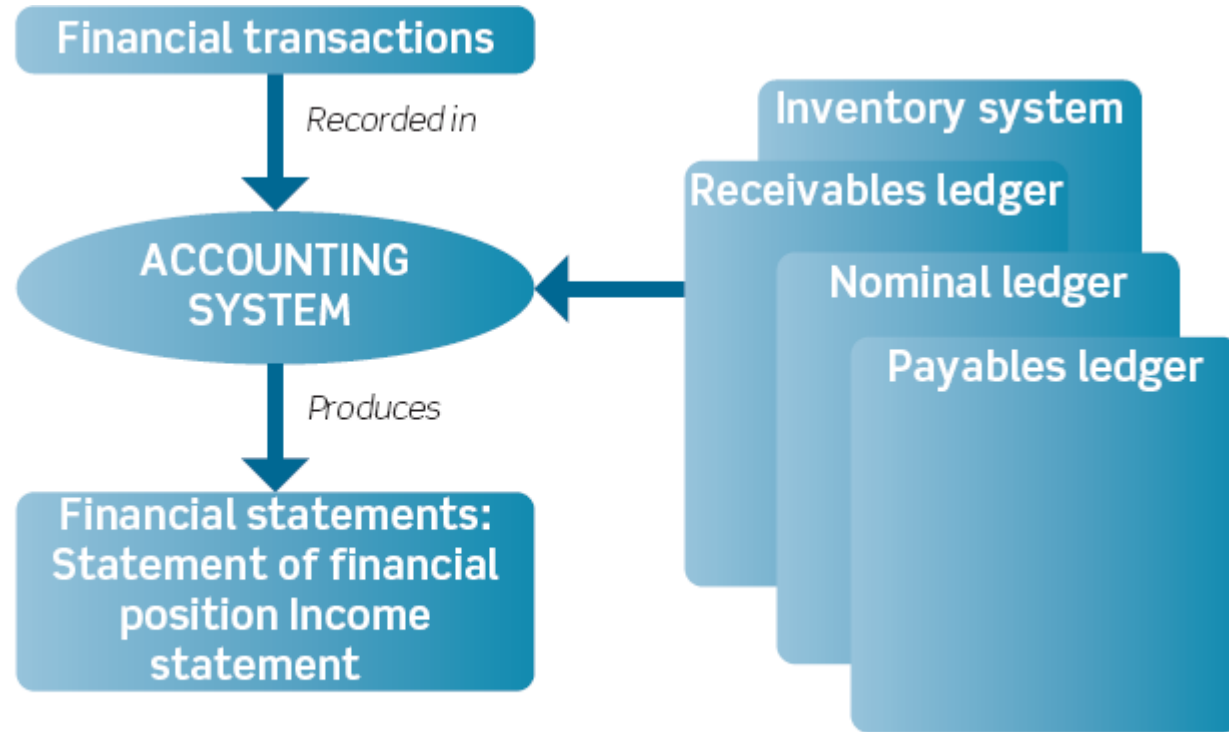 Financial transactions
Recorded in
ACCOUNTING
SYSTEM
Produces
Financial statements:
Statement of financial
position Income
statement
Inventory system
Receivables ledger
Nominal ledger
Payables ledger